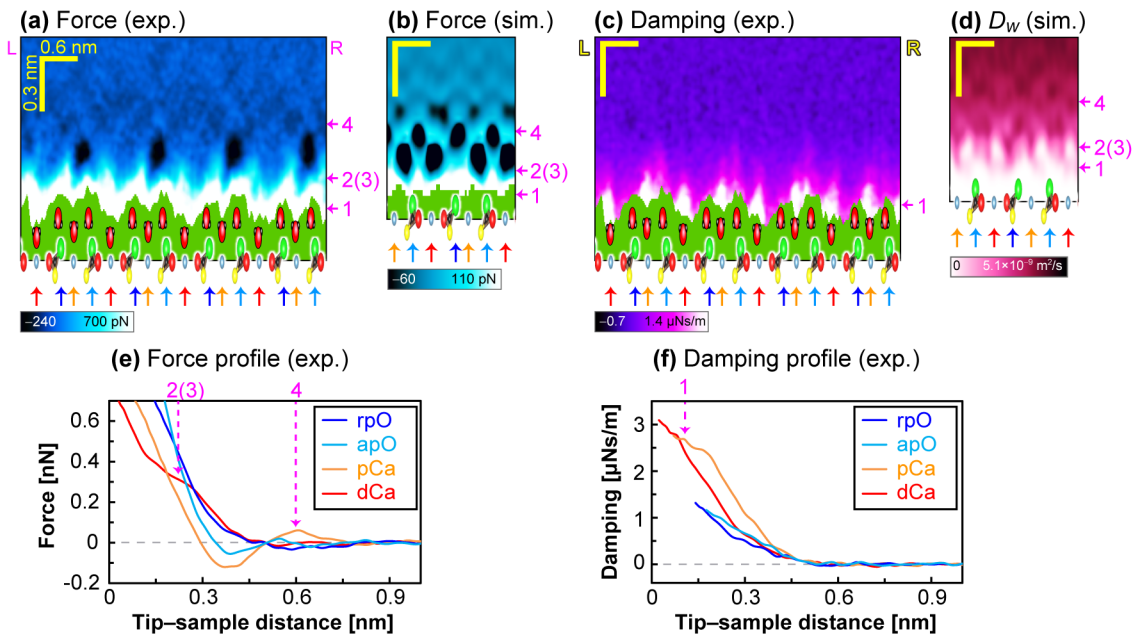 (a) Force (exp.)
L
R
0.6 nm
0.3 nm
4
2(3)
1
−240 700 pN
(b) Force (sim.)
4
2(3)
1
−60 110 pN
(c) Damping (exp.)
L
R
1
−0.7 1.4 µNs/m
(d) DW (sim.)
4
2(3)
1
0 5.1×10⁻⁹ m²/s
(e) Force profile (exp.)
2(3)
4
rpO
apO
pCa
dCa
Force [nN]
0.6
0.4
0.2
0
-0.2
0 0.3 0.6 0.9
Tip–sample distance [nm]
(f) Damping profile (exp.)
1
rpO
apO
pCa
dCa
Damping [µNs/m]
3
2
1
0
0 0.3 0.6 0.9
Tip–sample distance [nm]